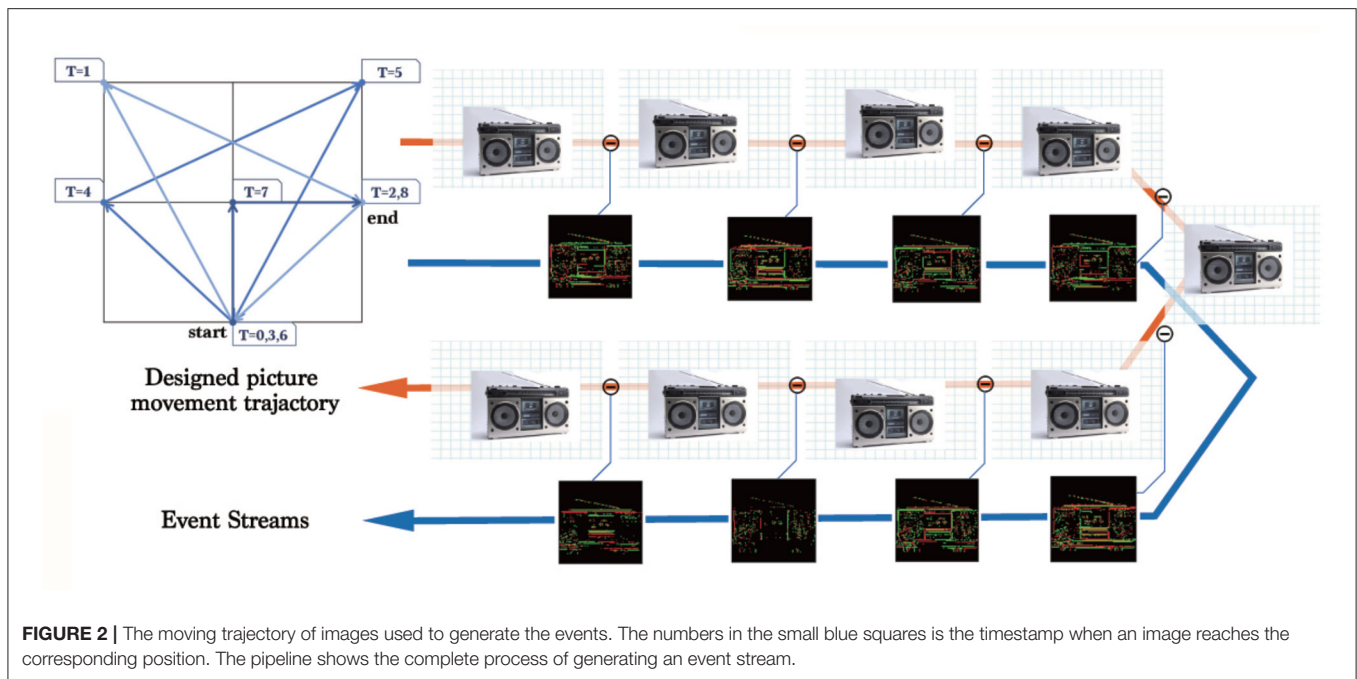 T=1
T=5
T=4
T=7
T=2,8
end
start
T=0,3,6
Designed picture
movement trajactory
Event Streams
FIGURE 2 | The moving trajectory of images used to generate the events. The numbers in the small blue squares is the timestamp when an image reaches the
corresponding position. The pipeline shows the complete process of generating an event stream.